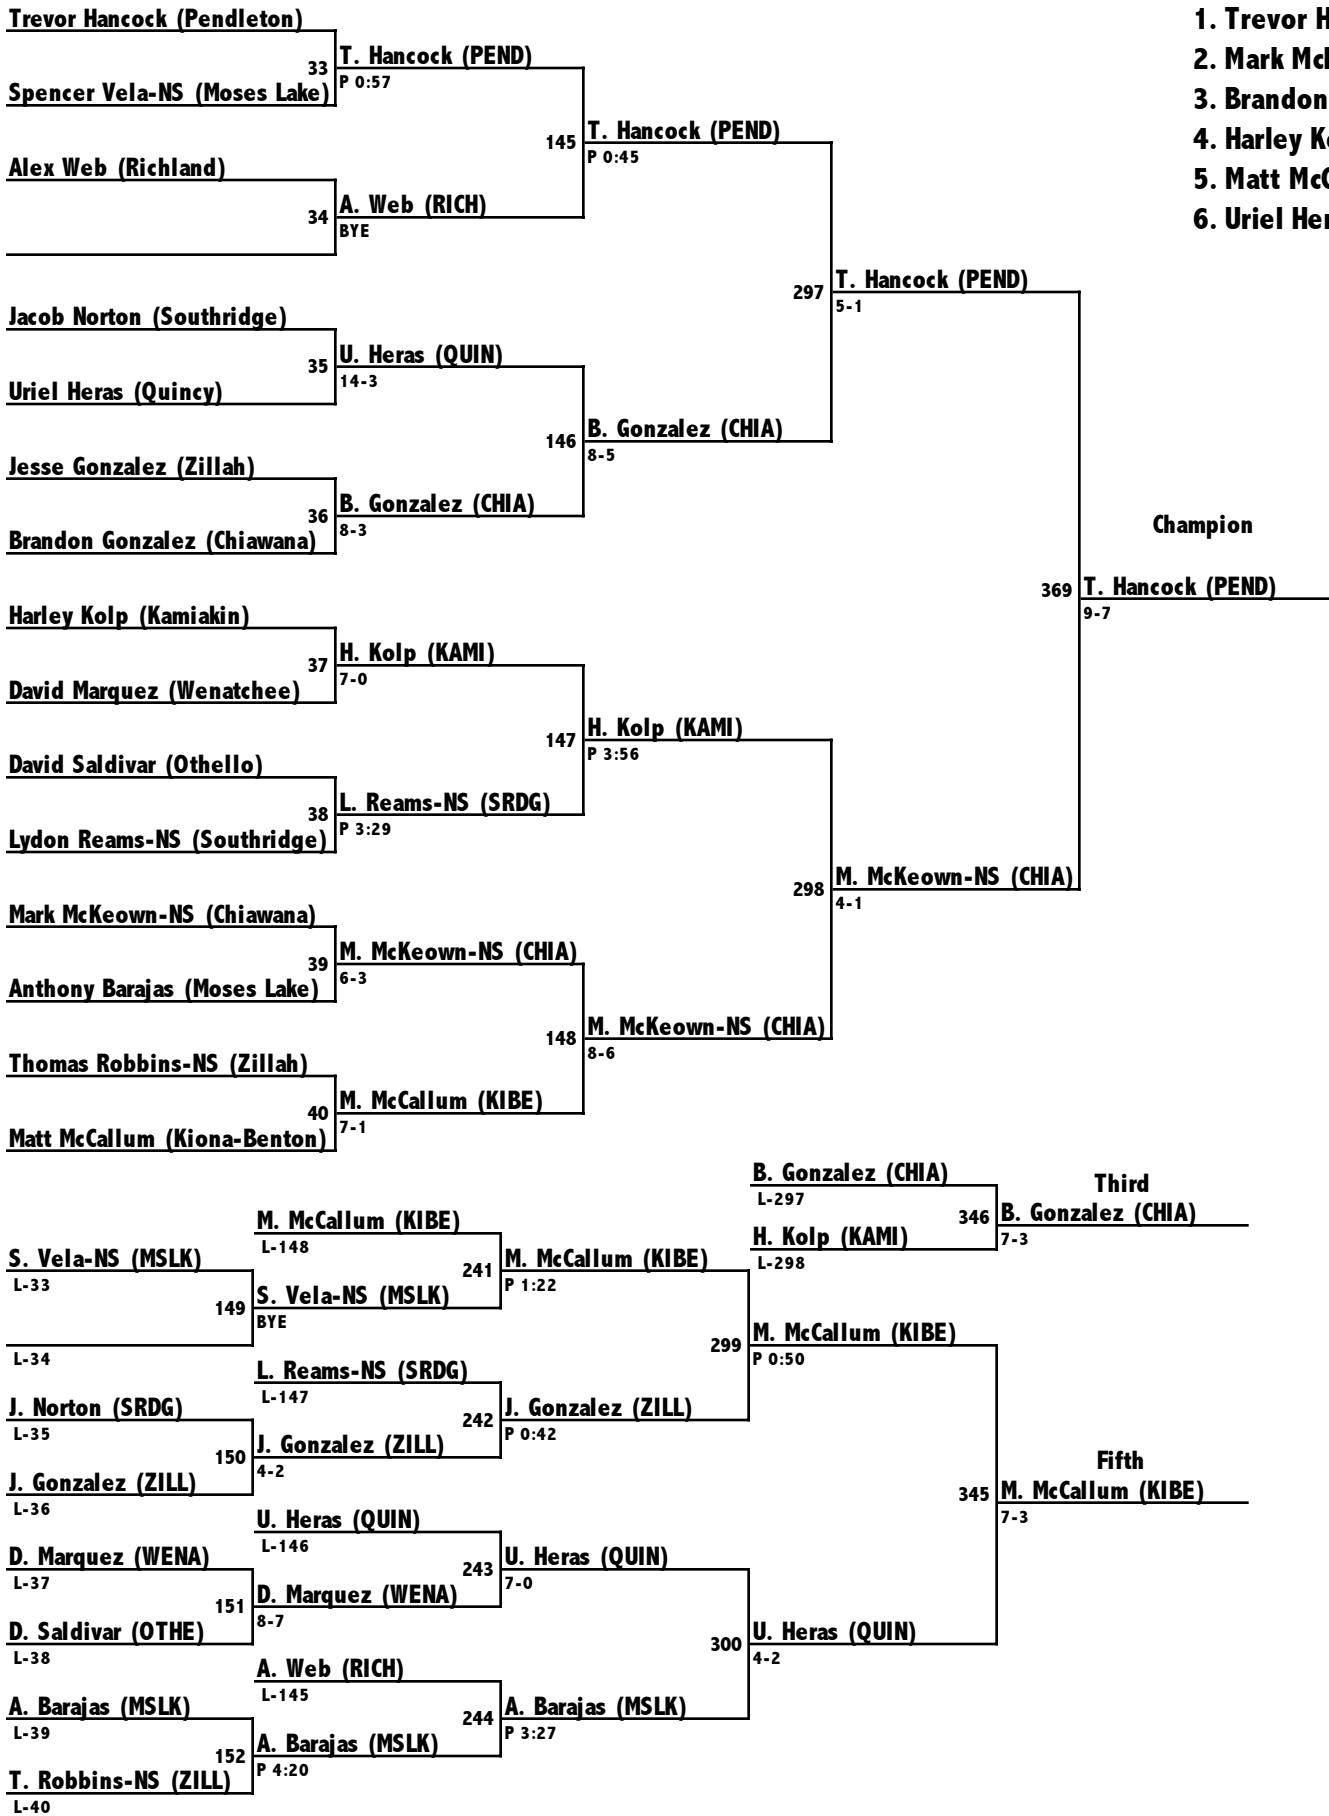 Trevor Hancock (Pendleton)
33
T. Hancock (PEND)
P 0:57
Spencer Vela-NS (Moses Lake)
145
T. Hancock (PEND)
P 0:45
Alex Web (Richland)
34
A. Web (RICH)
BYE
297
T. Hancock (PEND)
5-1
Jacob Norton (Southridge)
35
U. Heras (QUIN)
14-3
Uriel Heras (Quincy)
146
B. Gonzalez (CHIA)
8-5
Jesse Gonzalez (Zillah)
36
B. Gonzalez (CHIA)
8-3
Brandon Gonzalez (Chiawana)
1. Trevor H
2. Mark McK
3. Brandon
4. Harley Ko
5. Matt McC
6. Uriel Her
Champion
369
T. Hancock (PEND)
9-7
Harley Kolp (Kamiakin)
37
H. Kolp (KAMI)
7-0
David Marquez (Wenatchee)
147
H. Kolp (KAMI)
P 3:56
David Saldivar (Othello)
38
L. Reams-NS (SRDG)
P 3:29
Lydon Reams-NS (Southridge)
298
M. McKeown-NS (CHIA)
4-1
Mark McKeown-NS (Chiawana)
39
M. McKeown-NS (CHIA)
6-3
Anthony Barajas (Moses Lake)
148
M. McKeown-NS (CHIA)
8-6
Thomas Robbins-NS (Zillah)
40
M. McCallum (KIBE)
7-1
Matt McCallum (Kiona-Benton)
B. Gonzalez (CHIA)
L-297
346
Third
B. Gonzalez (CHIA)
7-3
H. Kolp (KAMI)
L-298
M. McCallum (KIBE)
L-148
S. Vela-NS (MSLK)
L-33
149
S. Vela-NS (MSLK)
BYE
L-34
241
M. McCallum (KIBE)
P 1:22
299
M. McCallum (KIBE)
P 0:50
L. Reams-NS (SRDG)
L-147
J. Norton (SRDG)
L-35
150
J. Gonzalez (ZILL)
4-2
J. Gonzalez (ZILL)
L-36
242
J. Gonzalez (ZILL)
P 0:42
Fifth
345
M. McCallum (KIBE)
7-3
U. Heras (QUIN)
L-146
D. Marquez (WENA)
L-37
151
D. Marquez (WENA)
8-7
D. Saldivar (OTHE)
L-38
243
U. Heras (QUIN)
7-0
300
U. Heras (QUIN)
4-2
A. Web (RICH)
L-145
A. Barajas (MSLK)
L-39
152
A. Barajas (MSLK)
P 4:20
T. Robbins-NS (ZILL)
L-40
244
A. Barajas (MSLK)
P 3:27